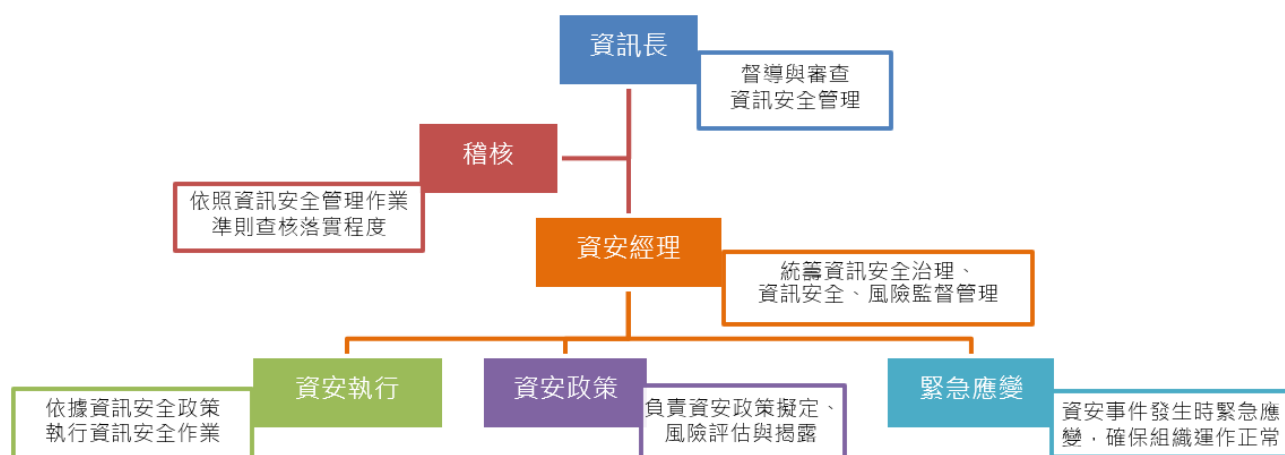 資訊長
督導與審查
資訊安全管理
稽核
依照資訊安全管理作業
準則查核落實程度
資安經理
統籌資訊安全治理、
資訊安全、風險監督管理
資安執行
依據資訊安全政策
執行資訊安全作業
資安政策
負責資安政策擬定、
風險評估與揭露
緊急應變
資安事件發生時緊急應
變，確保組織運作正常